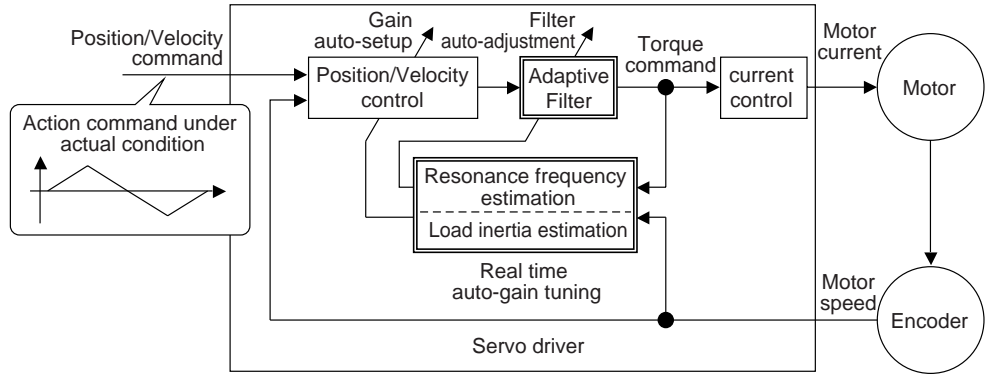 Position/Velocity
command
Gain
auto-setup
Filter
auto-adjustment
Torque
command
Motor
current
Position/Velocity
control
Adaptive
Filter
current
control
Motor
Action command under
actual condition
Resonance frequency
estimation
Load inertia estimation
Real time
auto-gain tuning
Motor
speed
Encoder
Servo driver